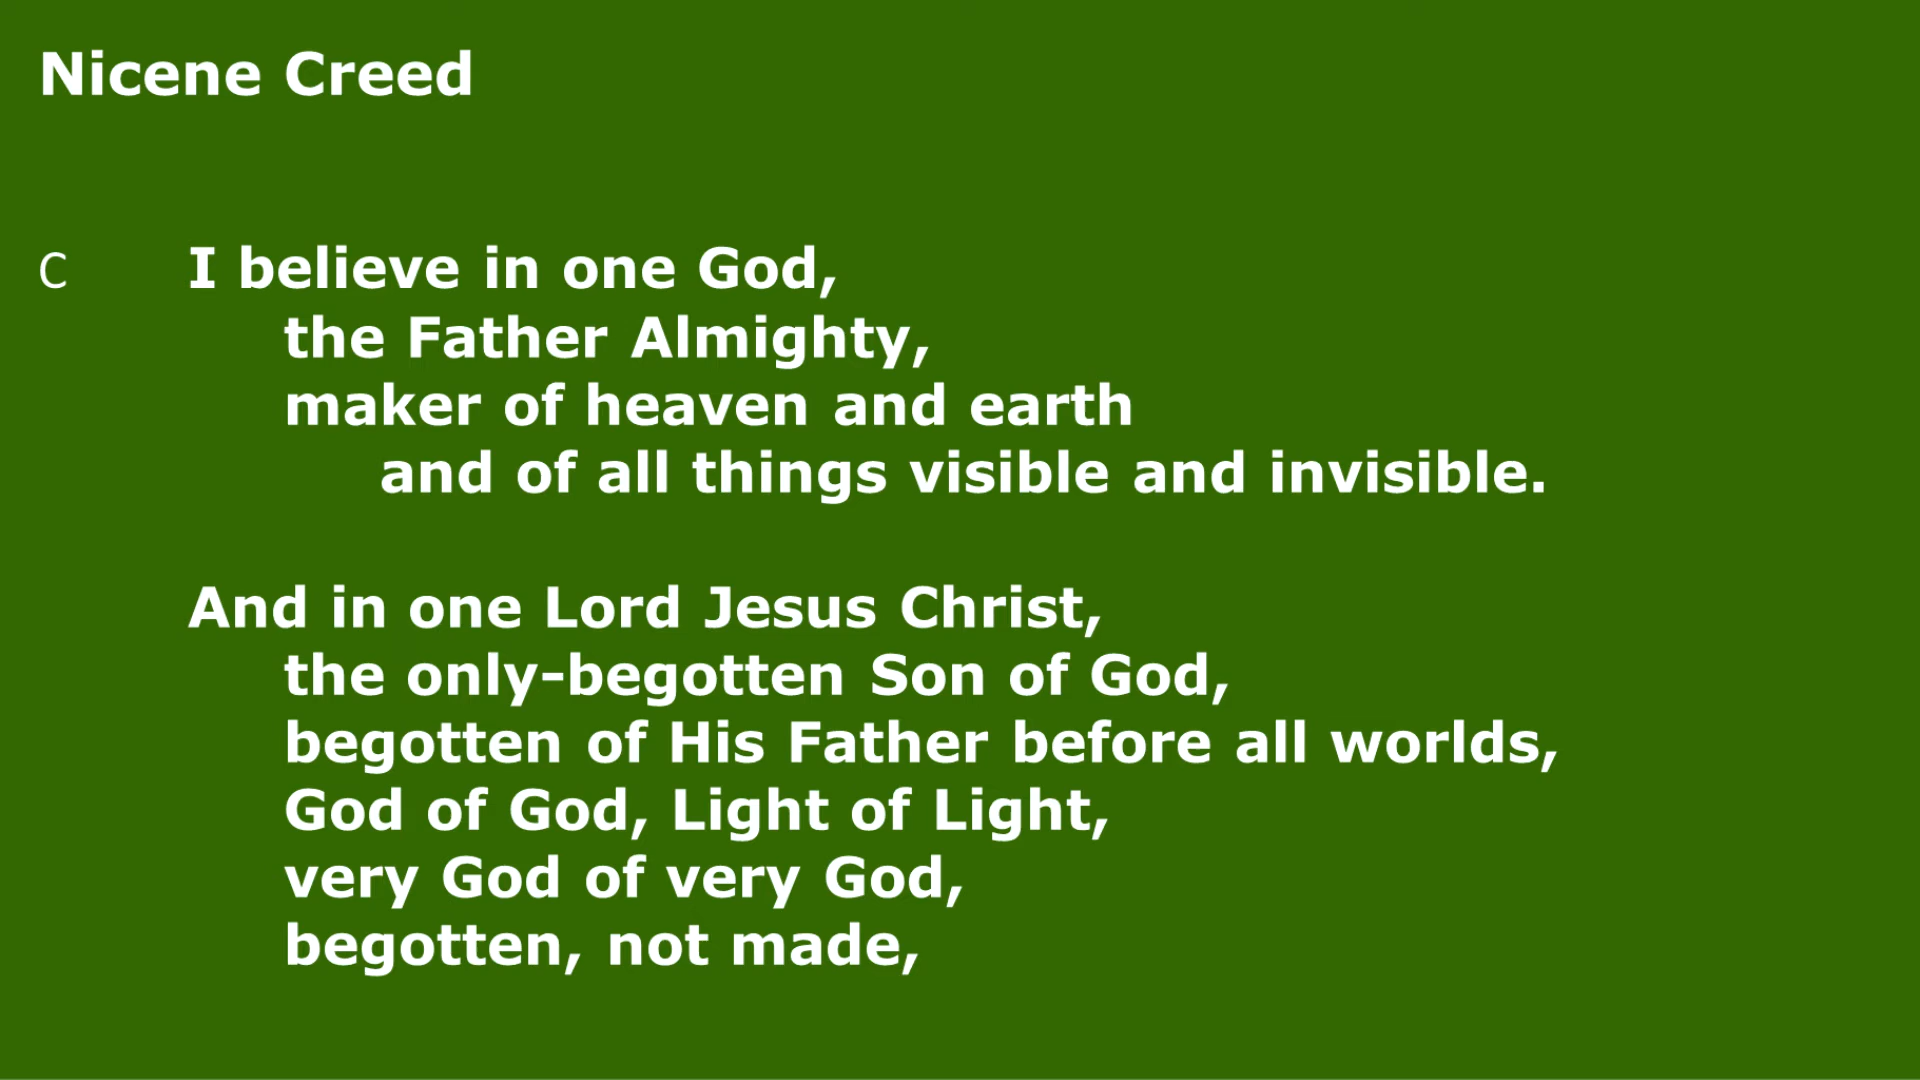 Nicene Creed
C I believe in one God,
the Father Almighty,
maker of heaven and earth
and of all things visible and invisible.
And in one Lord Jesus Christ,
the only-begotten Son of God,
begotten of His Father before all worlds,
God of God, Light of Light,
very God of very God,
begotten, not made,